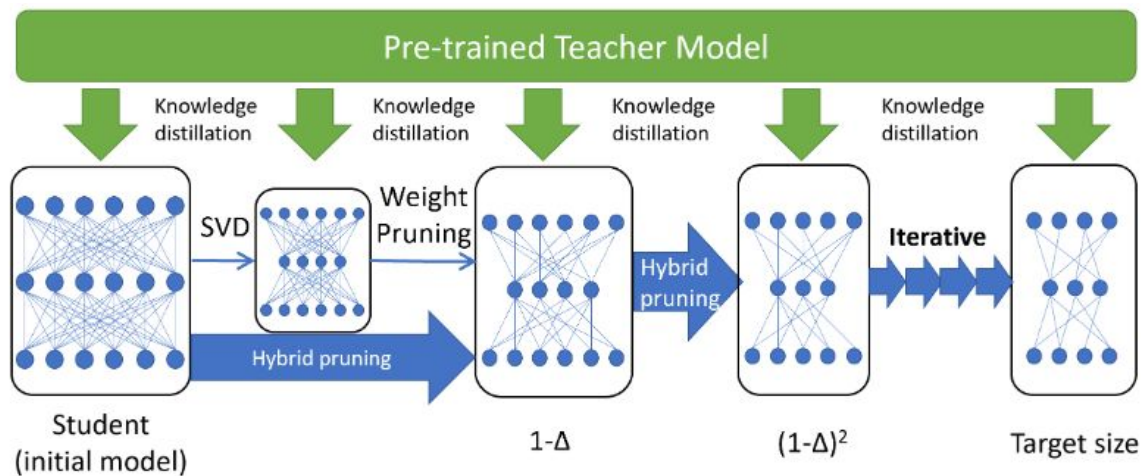 Pre-trained Teacher Model
Knowledge
distillation
Knowledge
distillation
Knowledge
distillation
Knowledge
distillation
SVD
Weight
Pruning
Hybrid
pruning
Iterative
Hybrid pruning
Student
(initial model)
1-Δ
(1-Δ)²
Target size